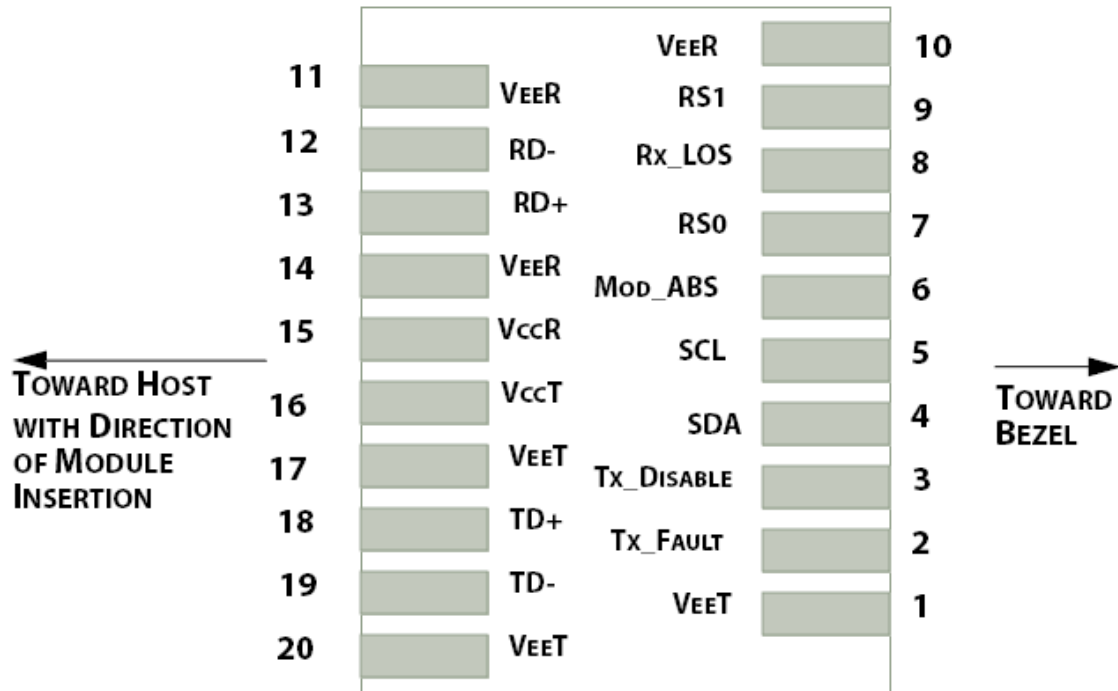 VEER 10
11 VEER
RS1 9
12 RD-
Rx_LOS 8
13 RD+
RS0 7
14 VEER
MOD_ABS 6
15 VCCR
SCL 5
TOWARD HOST
WITH DIRECTION
OF MODULE
INSERTION
16 VCCT
SDA 4
TOWARD
BEZEL
17 VEET
TX_DISABLE 3
18 TD+
TX_FAULT 2
19 TD-
VEET 1
20 VEET